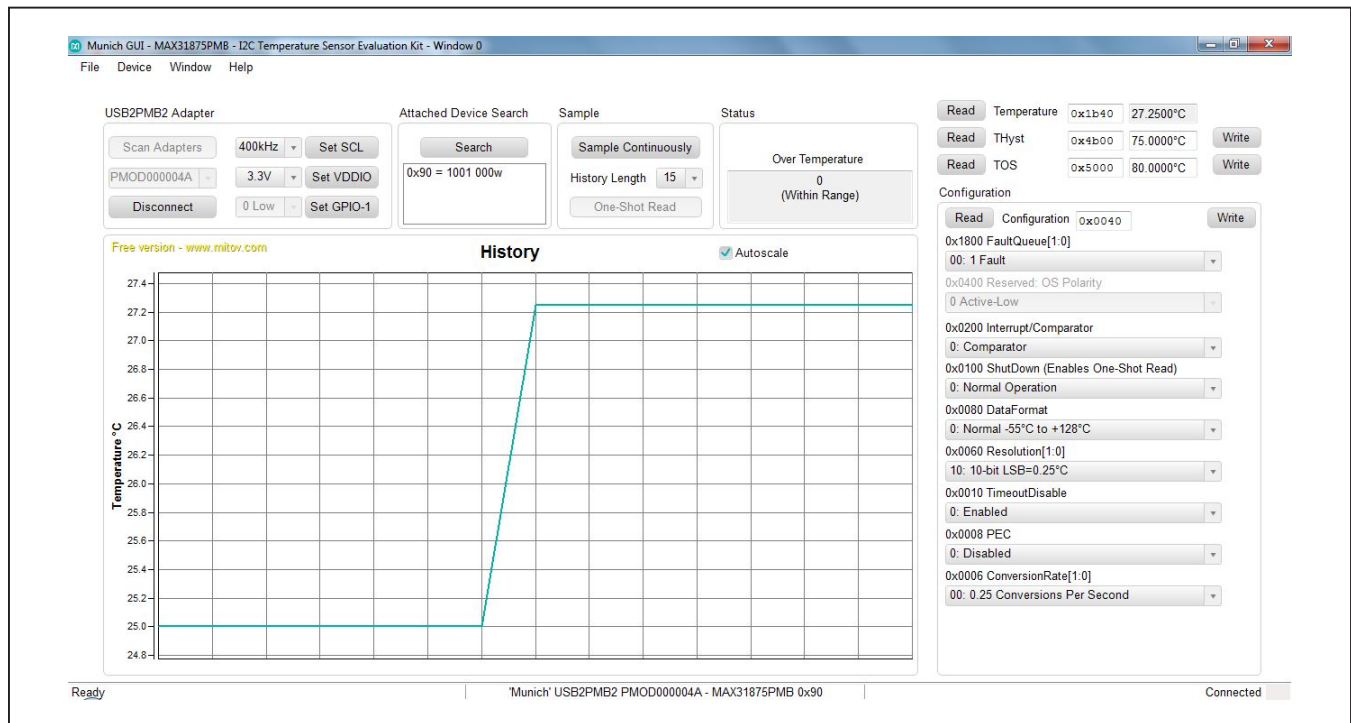 Munich GUI - MAX31875PMB - I2C Temperature Sensor Evaluation Kit - Window 0
File Device Window Help
USB2PMB2 Adapter
Scan Adapters 400kHz Set SCL
PMOD000004A 3.3V Set VDDIO
Disconnect 0 Low Set GPIO-1
Attached Device Search
Search
0x90 = 1001 000w
Sample
Sample Continuously
History Length 15
One-Shot Read
Status
Over Temperature
0
(Within Range)
Read Temperature 0x1b40 27.2500°C
Read THyst 0x4b00 75.0000°C Write
Read TOS 0x5000 80.0000°C Write
Configuration
Read Configuration 0x0040 Write
0x1800 FaultQueue[1:0]
00: 1 Fault
0x0400 Reserved: OS Polarity
0 Active-Low
0x0200 Interrupt/Comparator
0: Comparator
0x0100 ShutDown (Enables One-Shot Read)
0: Normal Operation
0x0080 DataFormat
0: Normal -55°C to +128°C
0x0060 Resolution[1:0]
10: 10-bit LSB=0.25°C
0x0010 TimeoutDisable
0: Enabled
0x0008 PEC
0: Disabled
0x0006 ConversionRate[1:0]
00: 0.25 Conversions Per Second
Free version - www.mitov.com
History
Autoscale
Temperature °C
27.4
27.2
27.0
26.8
26.6
26.4
26.2
26.0
25.8
25.6
25.4
25.2
25.0
24.8
Ready 'Munich' USB2PMB2 PMOD000004A - MAX31875PMB 0x90 Connected